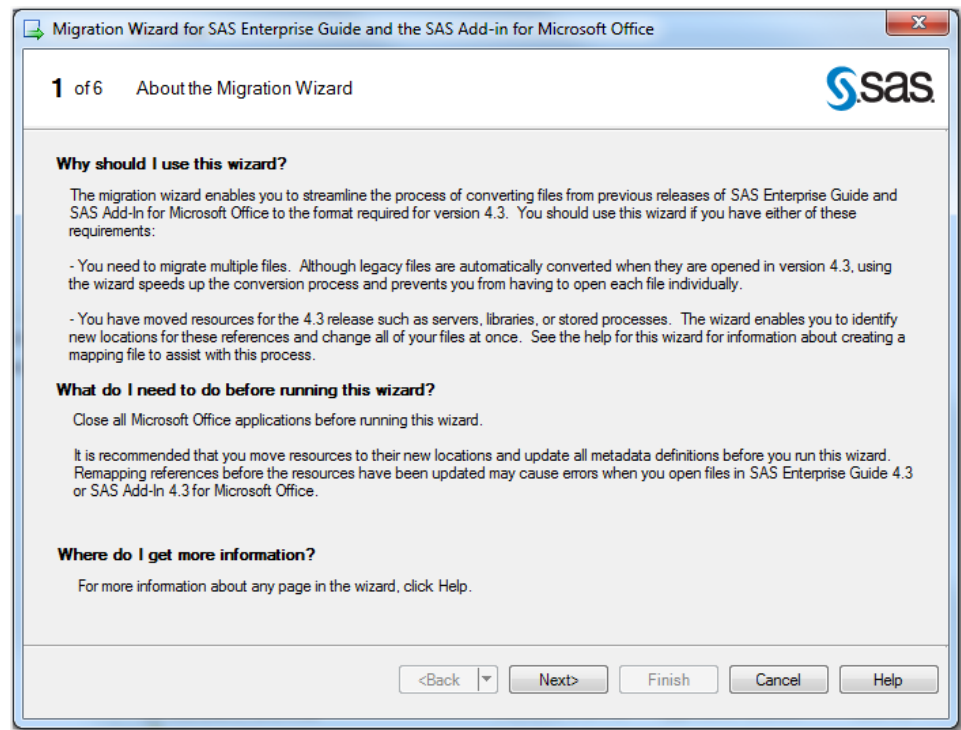 Migration Wizard for SAS Enterprise Guide and the SAS Add-in for Microsoft Office
1 of 6 About the Migration Wizard
sas
Why should I use this wizard?
The migration wizard enables you to streamline the process of converting files from previous releases of SAS Enterprise Guide and
SAS Add-In for Microsoft Office to the format required for version 4.3. You should use this wizard if you have either of these
requirements:
- You need to migrate multiple files. Although legacy files are automatically converted when they are opened in version 4.3, using
the wizard speeds up the conversion process and prevents you from having to open each file individually.
- You have moved resources for the 4.3 release such as servers, libraries, or stored processes. The wizard enables you to identify
new locations for these references and change all of your files at once. See the help for this wizard for information about creating a
mapping file to assist with this process.
What do I need to do before running this wizard?
Close all Microsoft Office applications before running this wizard.
It is recommended that you move resources to their new locations and update all metadata definitions before you run this wizard.
Remapping references before the resources have been updated may cause errors when you open files in SAS Enterprise Guide 4.3
or SAS Add-In 4.3 for Microsoft Office.
Where do I get more information?
For more information about any page in the wizard, click Help.
<Back Next> Finish Cancel Help